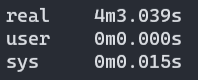 real    4m3.039s
user    0m0.000s
sys     0m0.015s